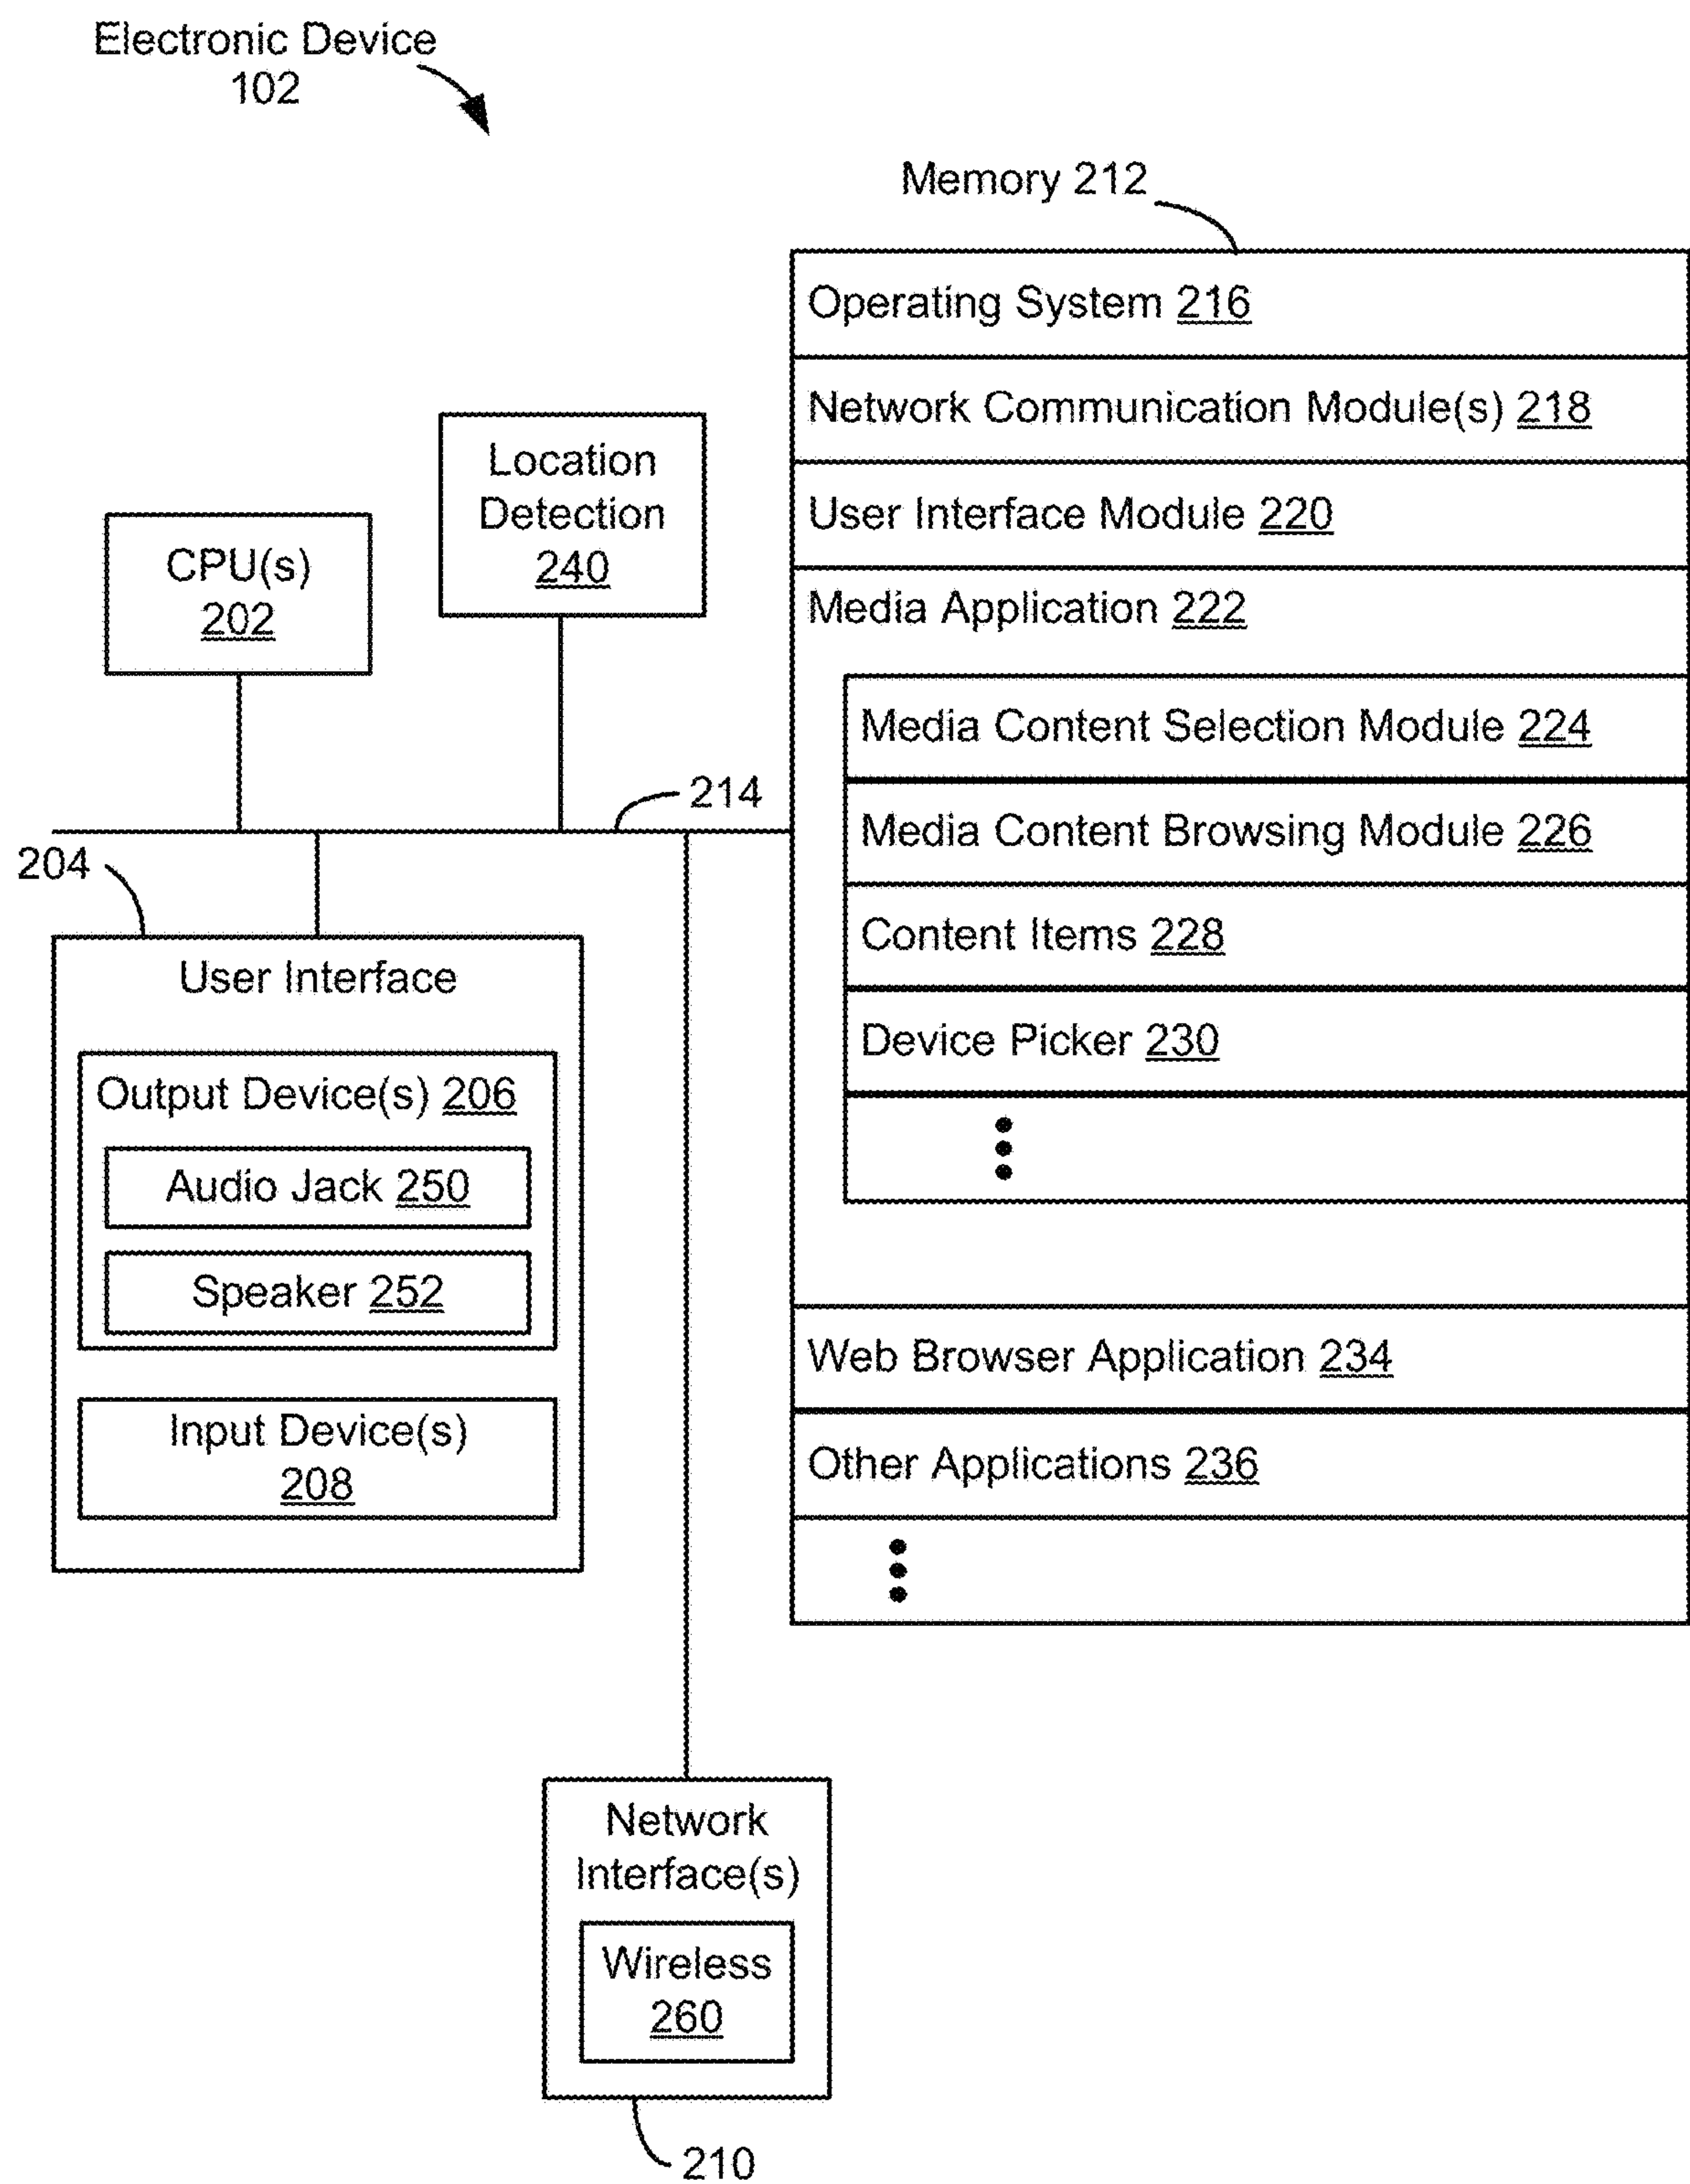 Electronic Device
102
Memory 212
Operating System 216
Network Communication Module(s) 218
User Interface Module 220
Media Application 222
Media Content Selection Module 224
Media Content Browsing Module 226
Content Items 228
Device Picker 230
Web Browser Application 234
Other Applications 236
Location
Detection
240
CPU(s)
202
214
204
User Interface
Output Device(s) 206
Audio Jack 250
Speaker 252
Input Device(s)
208
Network
Interface(s)
Wireless
260
210